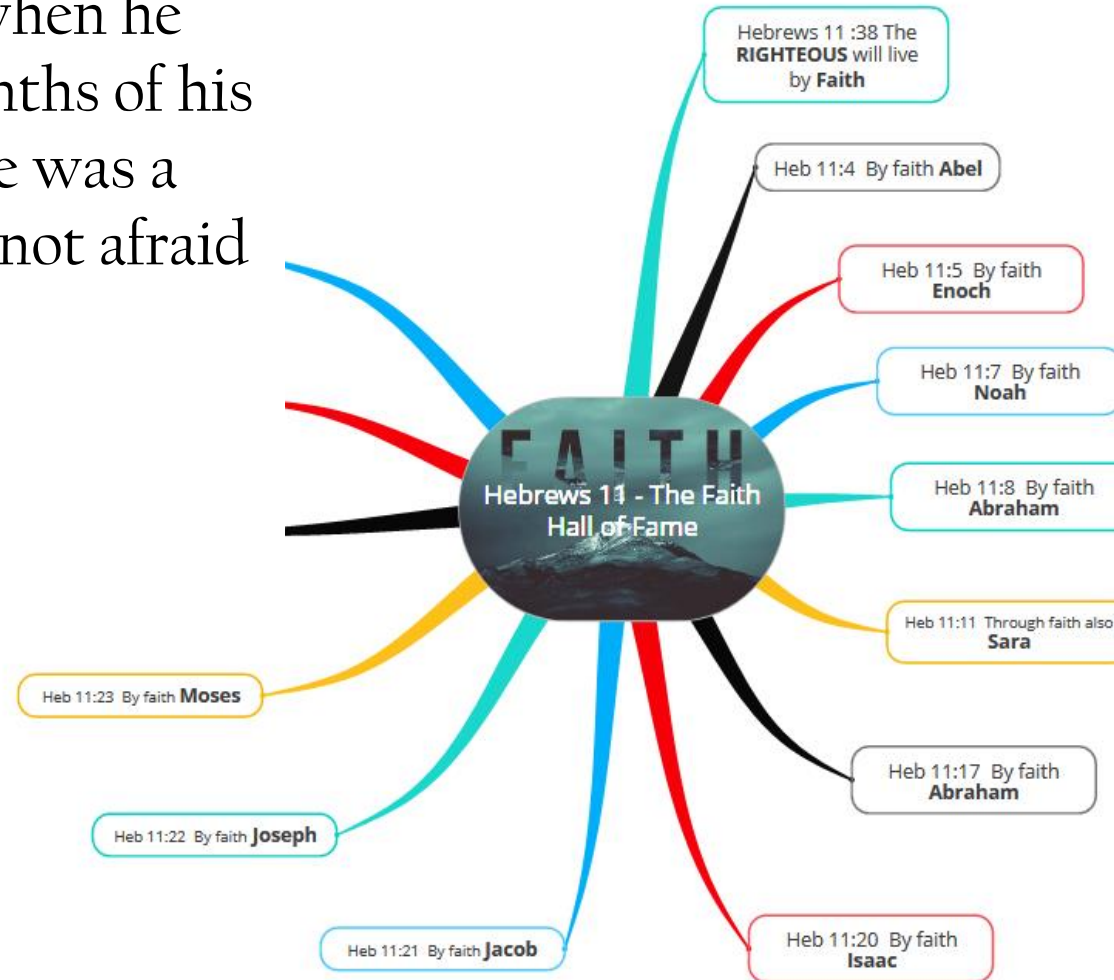 when he
nths of his
e was a
not afraid
Hebrews 11 :38 The
RIGHTEOUS will live
by Faith
Heb 11:4 By faith Abel
Heb 11:5 By faith
Enoch
Heb 11:7 By faith
Noah
Heb 11:8 By faith
Abraham
Heb 11:11 Through faith also
Sara
Heb 11:17 By faith
Abraham
Heb 11:20 By faith
Isaac
Heb 11:21 By faith Jacob
Heb 11:22 By faith Joseph
Heb 11:23 By faith Moses
FAITH
Hebrews 11 - The Faith
Hall of Fame